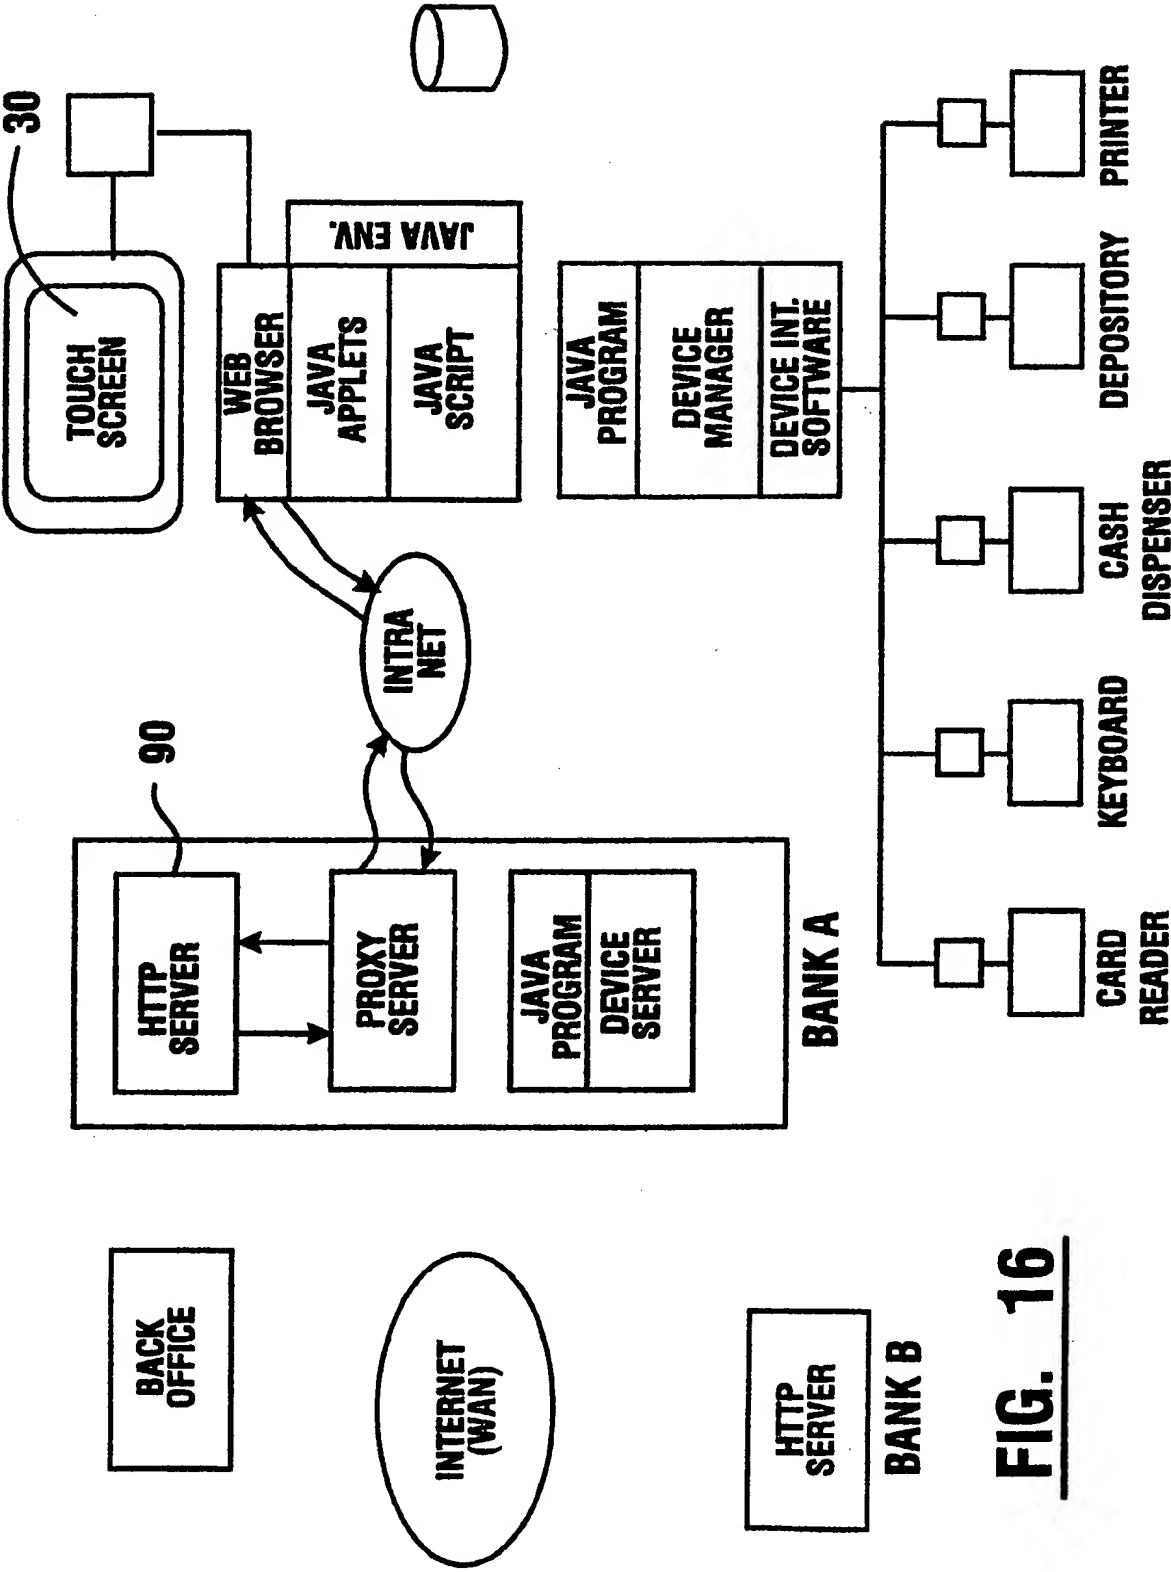 30
TOUCH
SCREEN
WEB
BROWSER
JAVA
APPLETS
JAVA
SCRIPT
JAVA ENV.
JAVA
PROGRAM
DEVICE
MANAGER
DEVICE INT.
SOFTWARE
INTRA
NET
90
HTTP
SERVER
PROXY
SERVER
JAVA
PROGRAM
DEVICE
SERVER
BANK A
CARD
READER
KEYBOARD
CASH
DISPENSER
DEPOSITORY
PRINTER
BACK
OFFICE
INTERNET
(WAN)
HTTP
SERVER
BANK B
FIG. 16